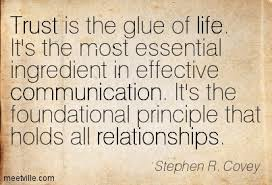 Trust is the glue of life.
It's the most essential
ingredient in effective
communication. It's the
foundational principle that
holds all relationships.
Stephen R. Covey
meetville.com